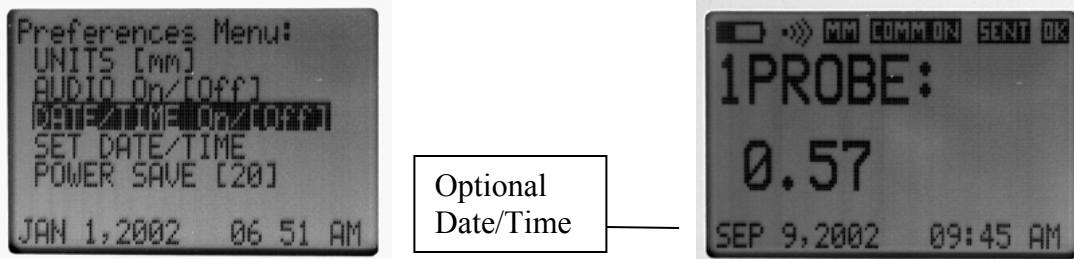 Preferences Menu:
UNITS [mm]
AUDIO On/[Off]
DATE/TIME On/[Off]
SET DATE/TIME
POWER SAVE [20]
JAN 1,2002 06 51 AM
Optional
Date/Time
MM COMM ON SENT OK
1PROBE:
0.57
SEP 9,2002 09:45 AM